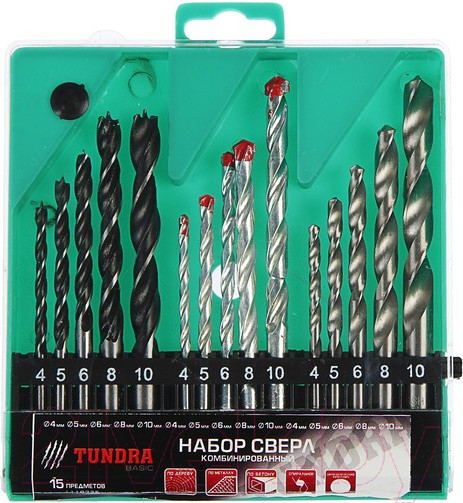 4 5 6 8 10 4 5 6 8 10 4 5 6 8 10
Ø4мм Ø5мм Ø6мм Ø8мм Ø10мм Ø4мм Ø5мм Ø6мм Ø8мм Ø10мм Ø4мм Ø5мм Ø6мм Ø8мм Ø10мм
TUNDRA
BASIC
НАБОР СВЕРЛ
КОМБИНИРОВАННЫЙ
15 ПРЕДМЕТОВ
ПО ДЕРЕВУ ПО МЕТАЛЛУ ПО БЕТОНУ СПИРАЛЬНОЕ